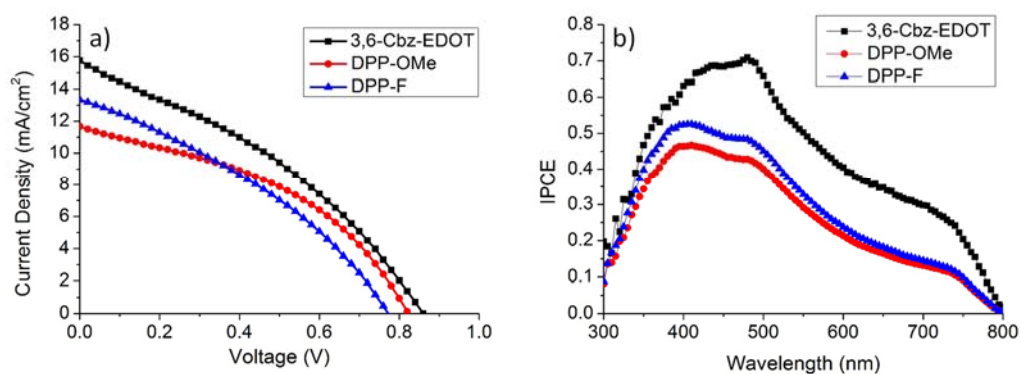 a)
3,6-Cbz-EDOT
DPP-OMe
DPP-F
18
16
14
12
10
8
6
4
2
0
Current Density (mA/cm²)
0.0 0.2 0.4 0.6 0.8 1.0
Voltage (V)
b)
3,6-Cbz-EDOT
DPP-OMe
DPP-F
0.8
0.7
0.6
0.5
0.4
0.3
0.2
0.1
0.0
IPCE
300 400 500 600 700 800
Wavelength (nm)